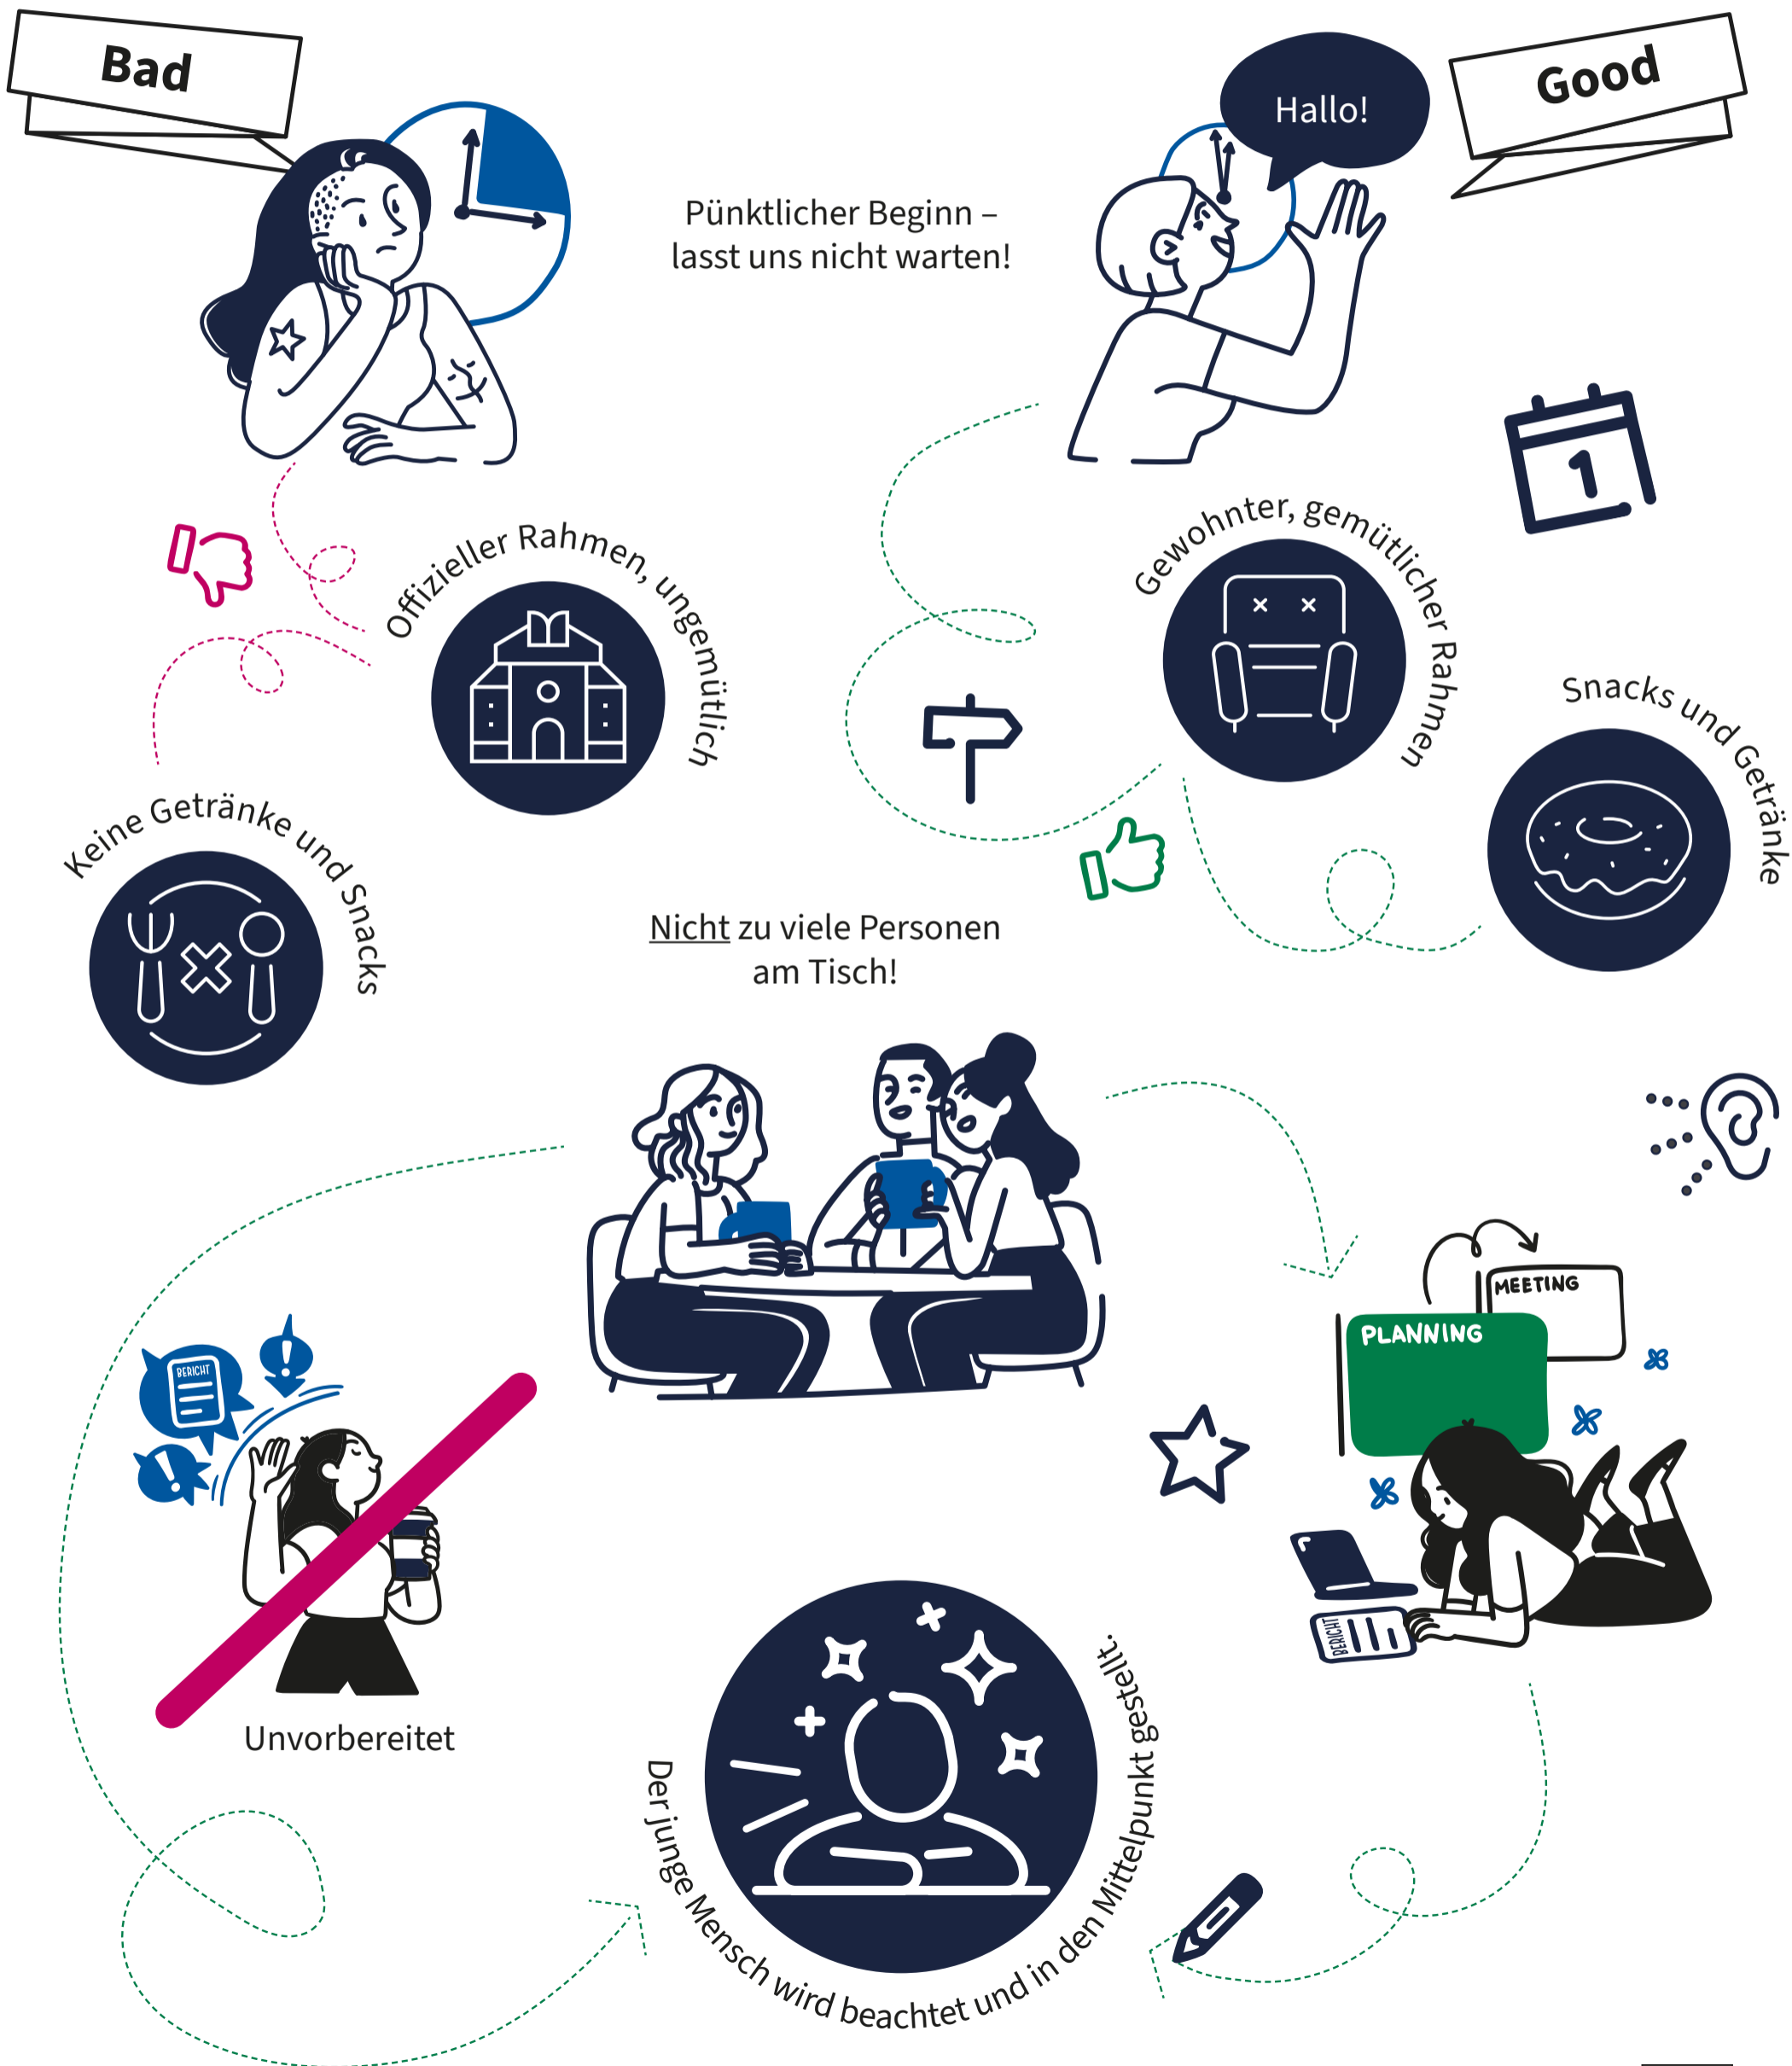 Bad
Good
Hallo!
Pünktlicher Beginn –
lasst uns nicht warten!
1
Offizieller Rahmen, ungemütlich
Gewohnter, gemütlicher Rahmen
Snacks und Getränke
Keine Getränke und Snacks
Nicht zu viele Personen
am Tisch!
MEETING
PLANNING
BERICHT
BERICHT
Unvorbereitet
Der junge Mensch wird beachtet und in den Mittelpunkt gestellt.